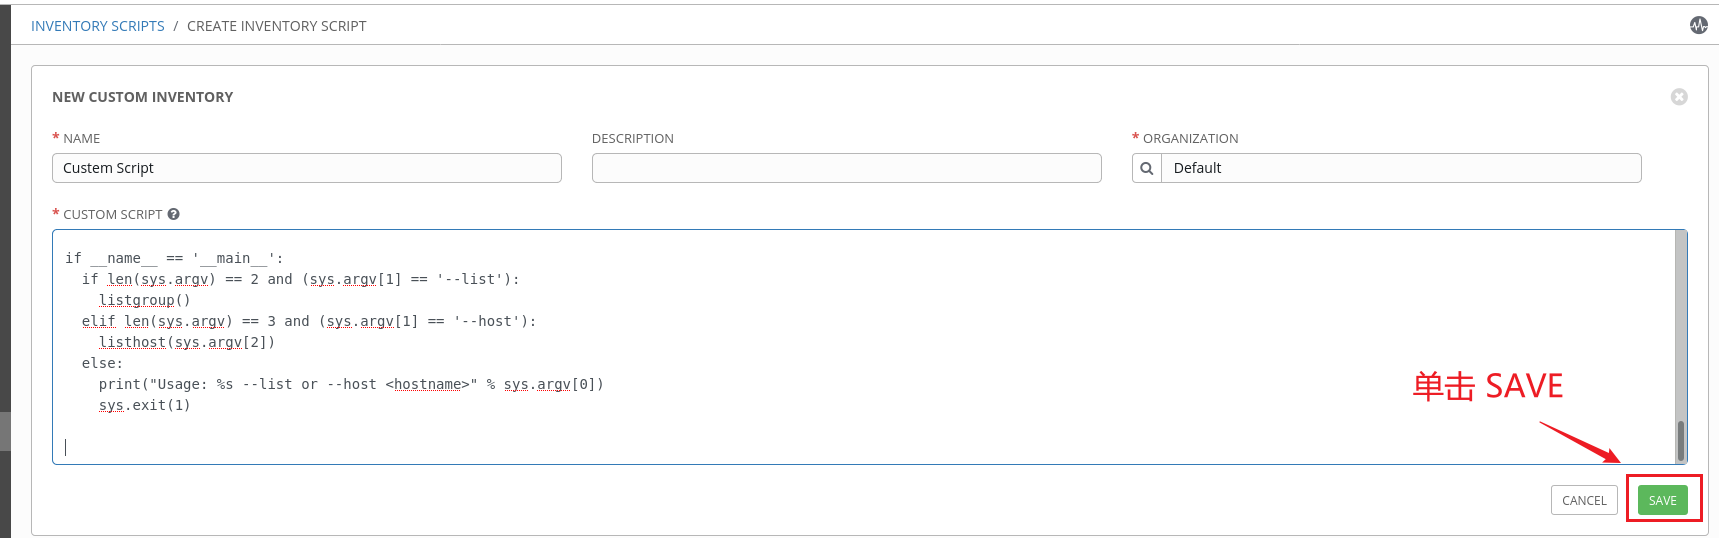 INVENTORY SCRIPTS / CREATE INVENTORY SCRIPT
NEW CUSTOM INVENTORY
* NAME
DESCRIPTION
* ORGANIZATION
Custem Script
Default
* CUSTOM SCRIPT ?
if __name__ == '__main__':
  if len(sys.argv) == 2 and (sys.argv[1] == '--list'):
    listgroup()
  elif len(sys.argv) == 3 and (sys.argv[1] == '--host'):
    listhost(sys.argv[2])
  else:
    print("Usage: %s --list or --host <hostname>" % sys.argv[0])
    sys.exit(1)
单击 SAVE
CANCEL
SAVE